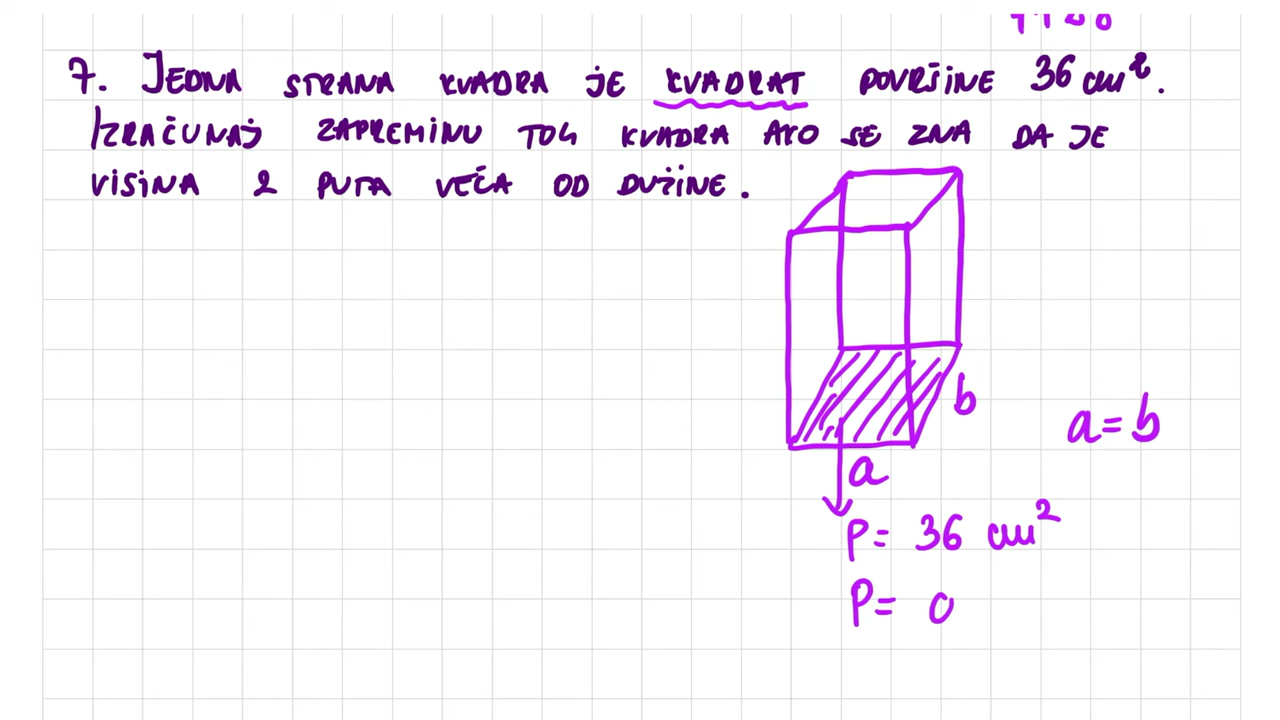 7. JEDNA STRANA KVADRA JE KVADRAT POVRŠINE 36 cm².
IZRAČUNAJ ZAPREMINU TOG KVADRA AKO SE ZNA DA JE
VISINA 2 PUTA VEĆA OD DUŽINE.
b
a = b
a
P = 36 cm²
P =